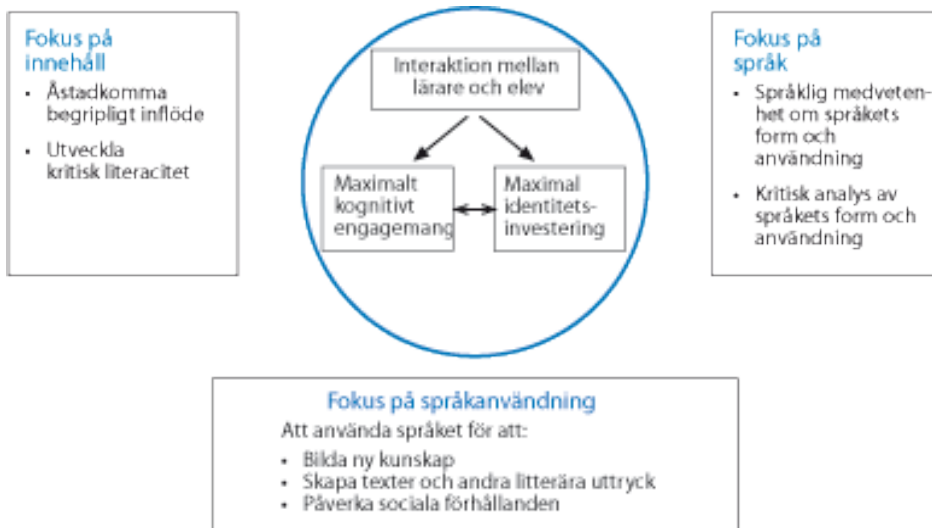 Fokus på
innehåll
• Åstadkomma
begripligt inflöde
• Utveckla
kritisk literacitet
Interaktion mellan
lärare och elev
Maximalt
kognitivt
engagemang
Maximal
identitets-
investering
Fokus på
språk
• Språklig medveten-
het om språkets
form och
användning
• Kritisk analys av
språkets form och
användning
Fokus på språkanvändning
Att använda språket för att:
• Bilda ny kunskap
• Skapa texter och andra litterära uttryck
• Påverka sociala förhållanden